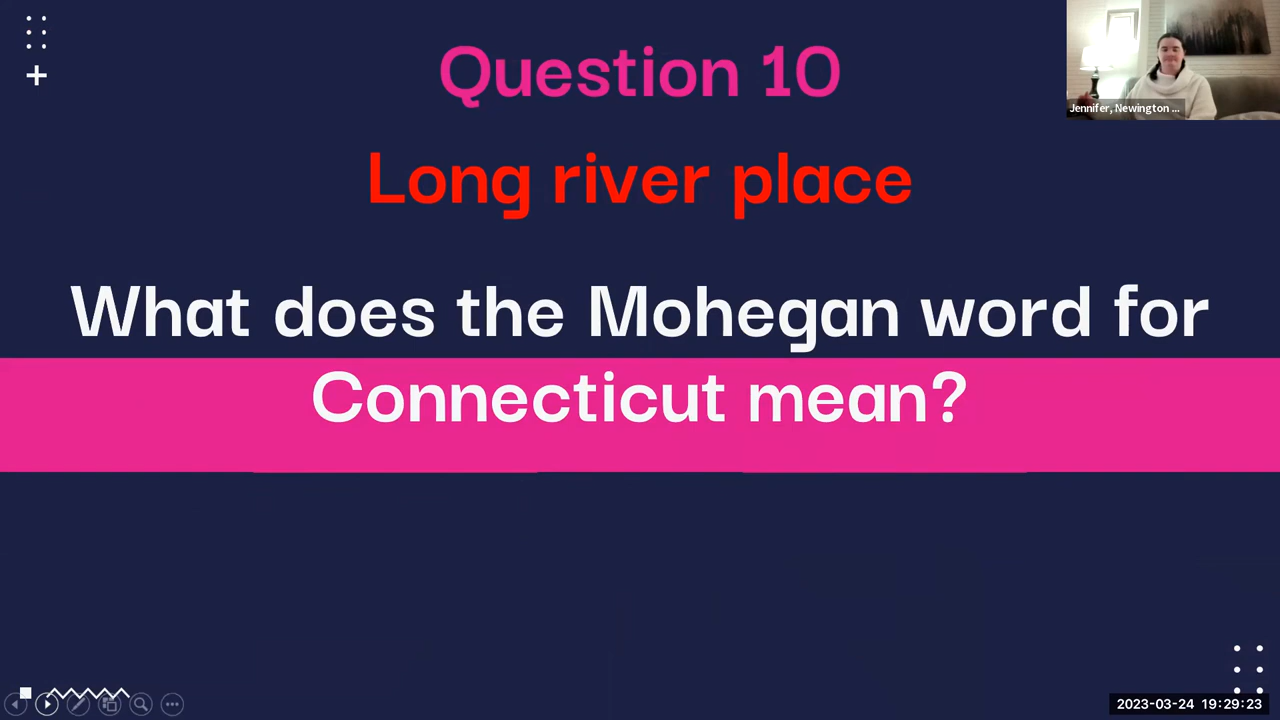 Question 10
Jennifer, Newington ...
Long river place
What does the Mohegan word for
Connecticut mean?
2023-03-24 19:29:23